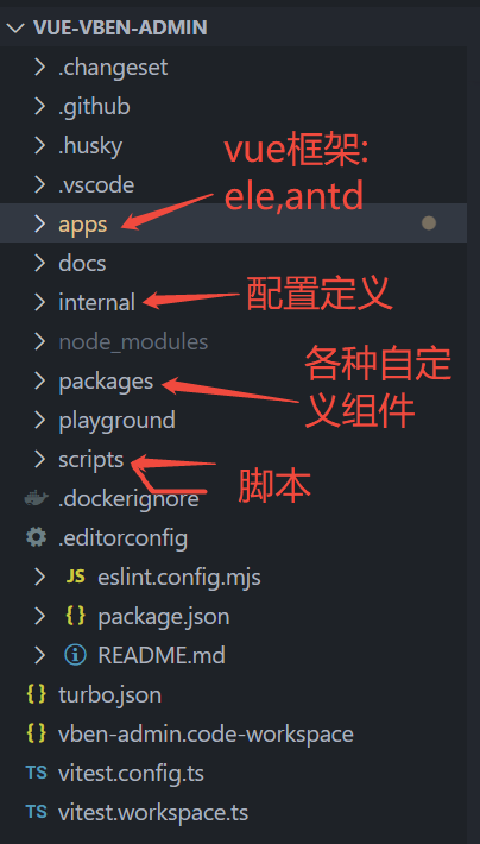 VUE-VBEN-ADMIN
.changeset
.github
.husky
.vscode
vue框架:
ele,antd
apps
docs
internal
配置定义
node_modules
packages
各种自定
义组件
playground
scripts
脚本
.dockerignore
.editorconfig
JS eslint.config.mjs
{} package.json
README.md
{} turbo.json
{} vben-admin.code-workspace
TS vitest.config.ts
TS vitest.workspace.ts